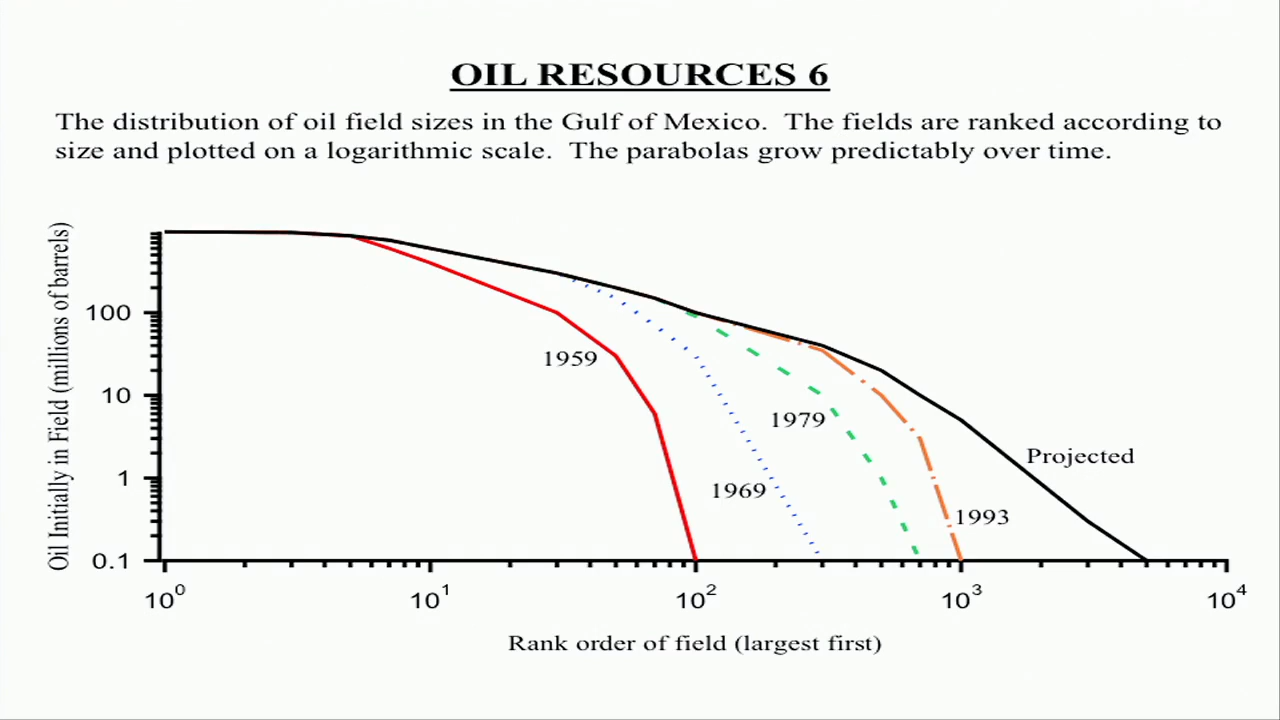 OIL RESOURCES 6
The distribution of oil field sizes in the Gulf of Mexico. The fields are ranked according to
size and plotted on a logarithmic scale. The parabolas grow predictably over time.
Oil Initially in Field (millions of barrels)
100
10
1
0.1
1959
1969
1979
1993
Projected
10⁰ 10¹ 10² 10³ 10⁴
Rank order of field (largest first)